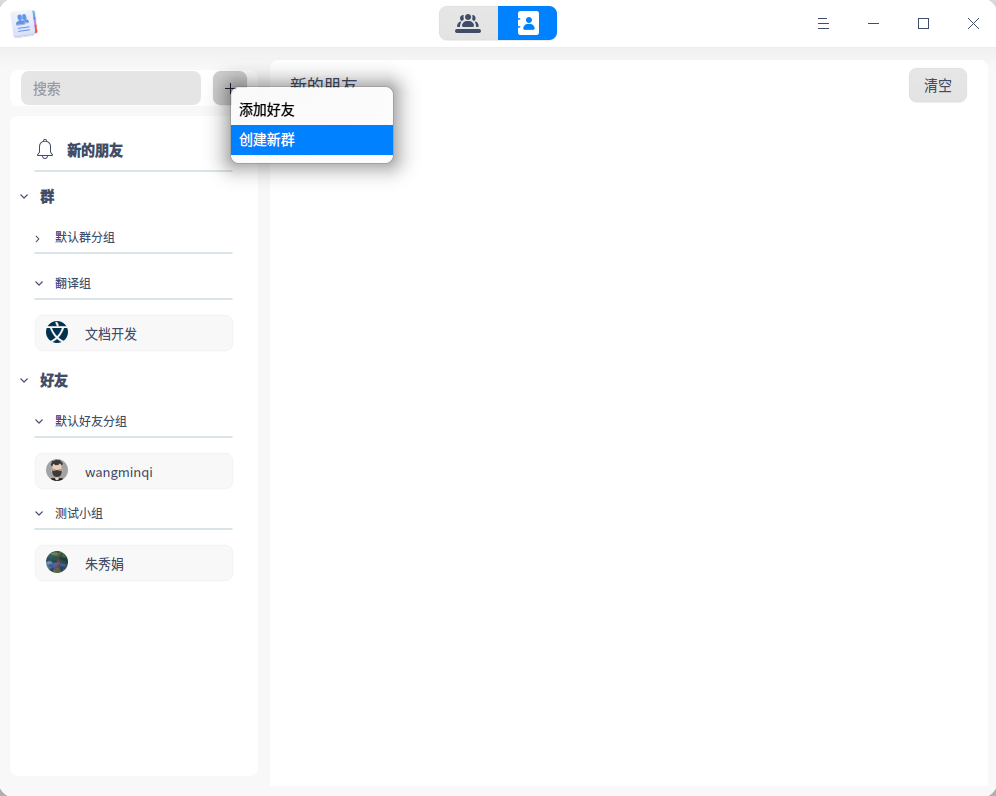 搜索
+
新的朋友
清空
添加好友
创建新群
新的朋友
群
默认群分组
翻译组
文档开发
好友
默认好友分组
wangminqi
测试小组
朱秀娟